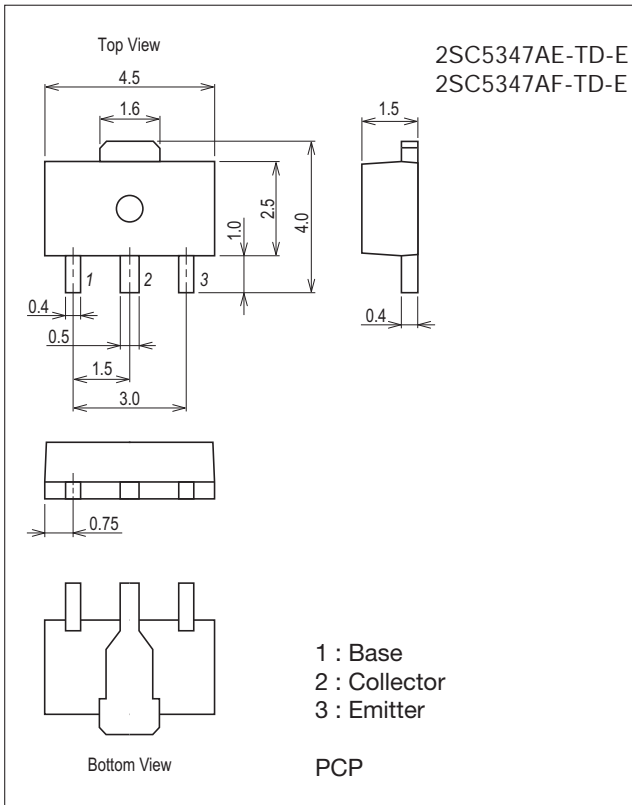 Top View
2SC5347AE-TD-E
2SC5347AF-TD-E
4.5
1.6
1.5
2.5
4.0
1.0
1
2
3
0.4
0.5
1.5
3.0
0.4
0.75
1 : Base
2 : Collector
3 : Emitter
Bottom View
PCP